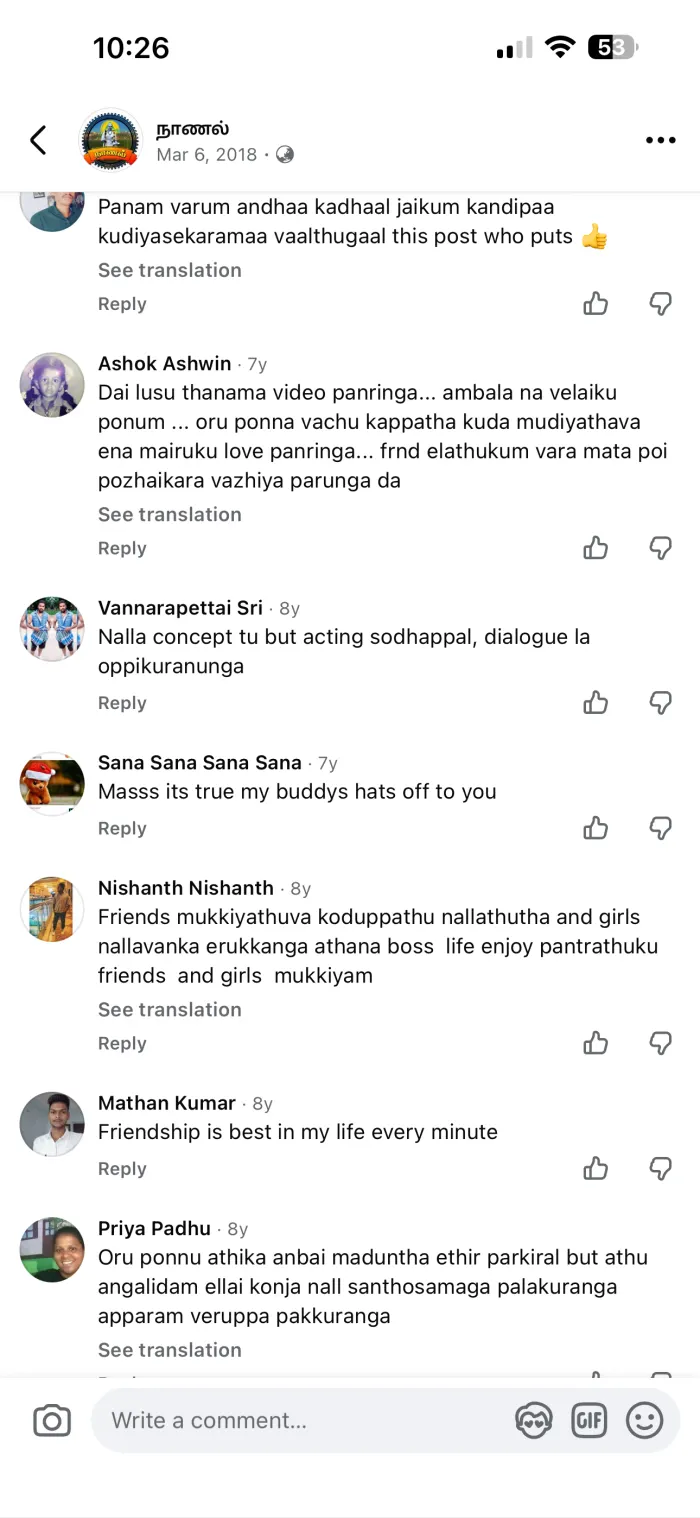 10:26
53
நாணல்
Mar 6, 2018 ·
Panam varum andhaa kadhaal jaikum kandipaa
kudiyasekaramaa vaalthugaal this post who puts 👍
See translation
Reply
Ashok Ashwin · 7y
Dai lusu thanama video panringa... ambala na velaiku
ponum ... oru ponna vachu kappatha kuda mudiyathava
ena mairuku love panringa... frnd elathukum vara mata poi
pozhaikara vazhiya parunga da
See translation
Reply
Vannarapettai Sri · 8y
Nalla concept tu but acting sodhappal, dialogue la
oppikuranunga
Reply
Sana Sana Sana Sana · 7y
Masss its true my buddys hats off to you
Reply
Nishanth Nishanth · 8y
Friends mukkiyathuva koduppathu nallathutha and girls
nallavanka erukkanga athana boss  life enjoy pantrathuku
friends  and girls  mukkiyam
See translation
Reply
Mathan Kumar · 8y
Friendship is best in my life every minute
Reply
Priya Padhu · 8y
Oru ponnu athika anbai maduntha ethir parkiral but athu
angalidam ellai konja nall santhosamaga palakuranga
apparam veruppa pakkuranga
See translation
Write a comment...
GIF